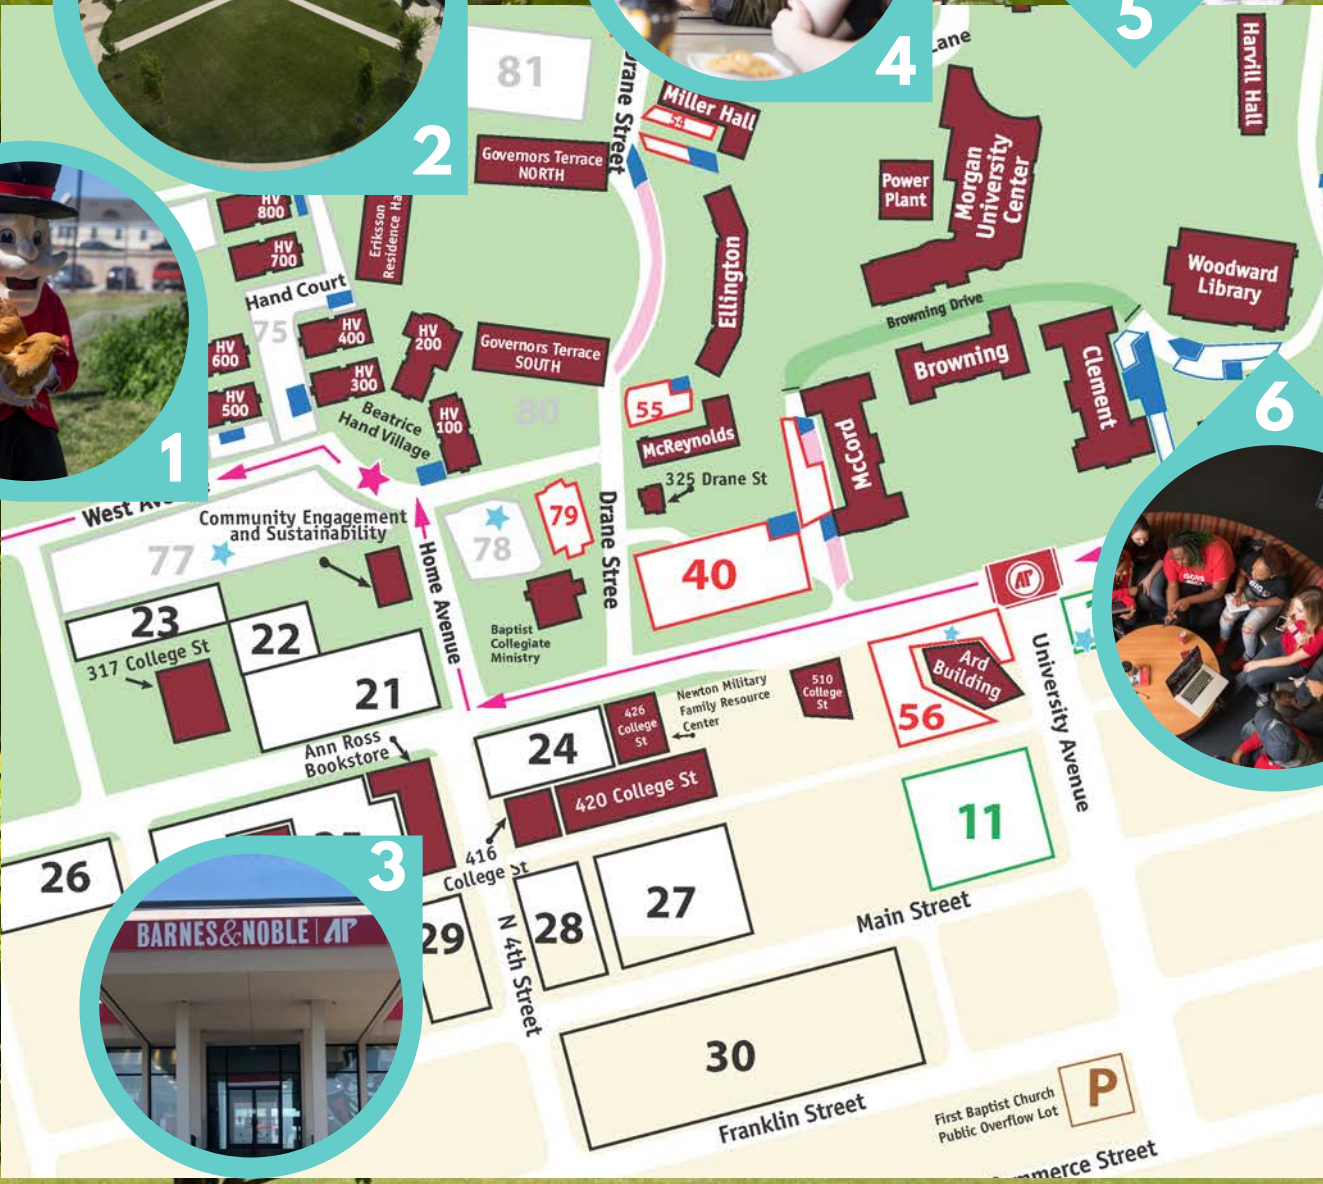 5
4
2
1
Lane
Harvill Hall
81
Drane Street
Miller Hall
54
Governors Terrace
NORTH
Power
Plant
Morgan
University
Center
HV
800
HV
700
Eriksson
Hand Court
75
HV
400
HV
200
HV
600
HV
300
HV
500
HV
100
Beatrice
Hand Village
Governors Terrace
SOUTH
80
Ellington
Woodward
Library
Browning Drive
Browning
Clement
McCord
55
McReynolds
325 Drane St
6
West
Community Engagement
and Sustainability
77
78
79
Home Avenue
Drane Stree
40
AP
23
22
21
317 College St
Baptist
Collegiate
Ministry
Ann Ross
Bookstore
24
426
College
St
Newton Military
Family Resource
Center
510
College
St
Ard
Building
56
University Avenue
420 College St
416
College St
11
26
3
BARNES&NOBLE | AP
29
28
27
N 4th Street
Main Street
30
Franklin Street
First Baptist Church
Public Overflow Lot
P